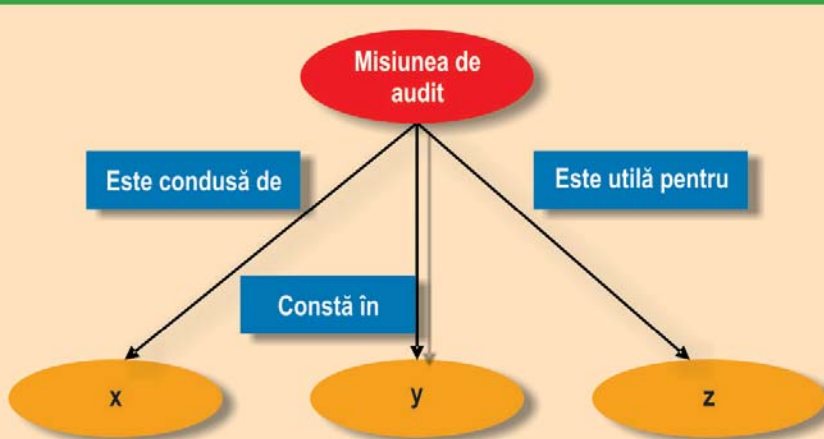 Misiunea de
audit
Este condusă de
Este utilă pentru
Constă în
x
y
z